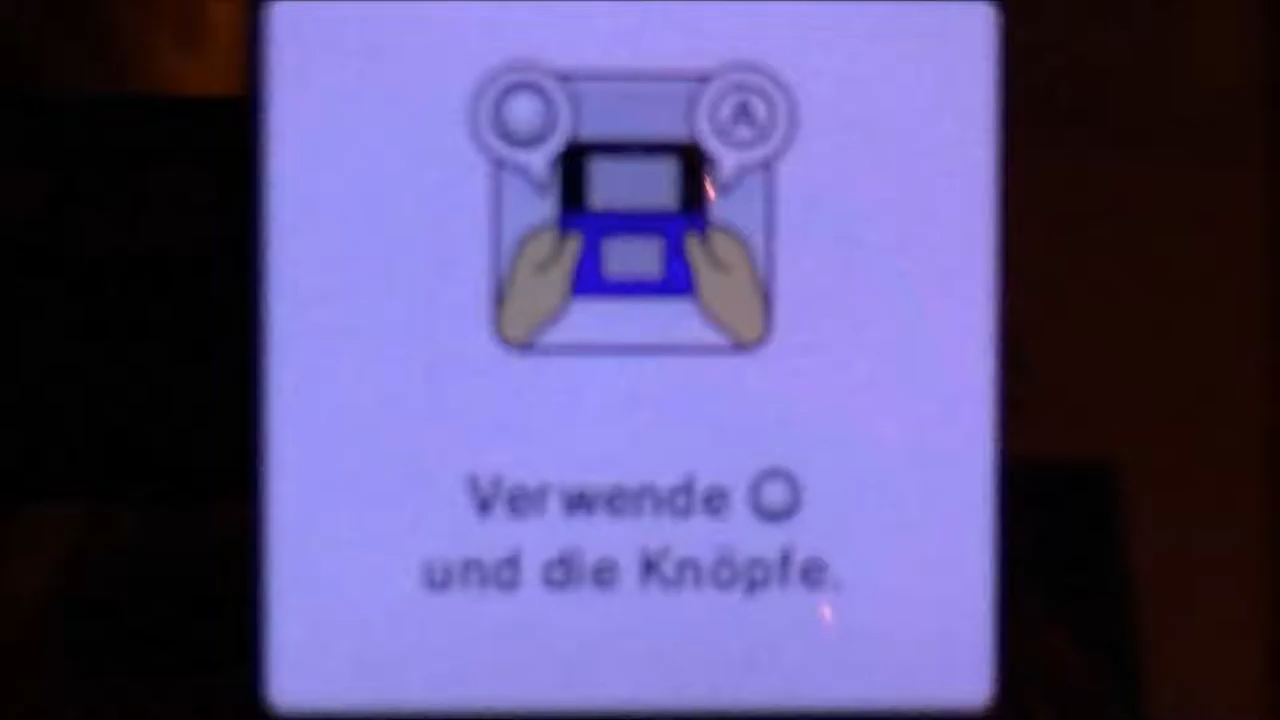 A
Verwende ○
und die Knöpfe.